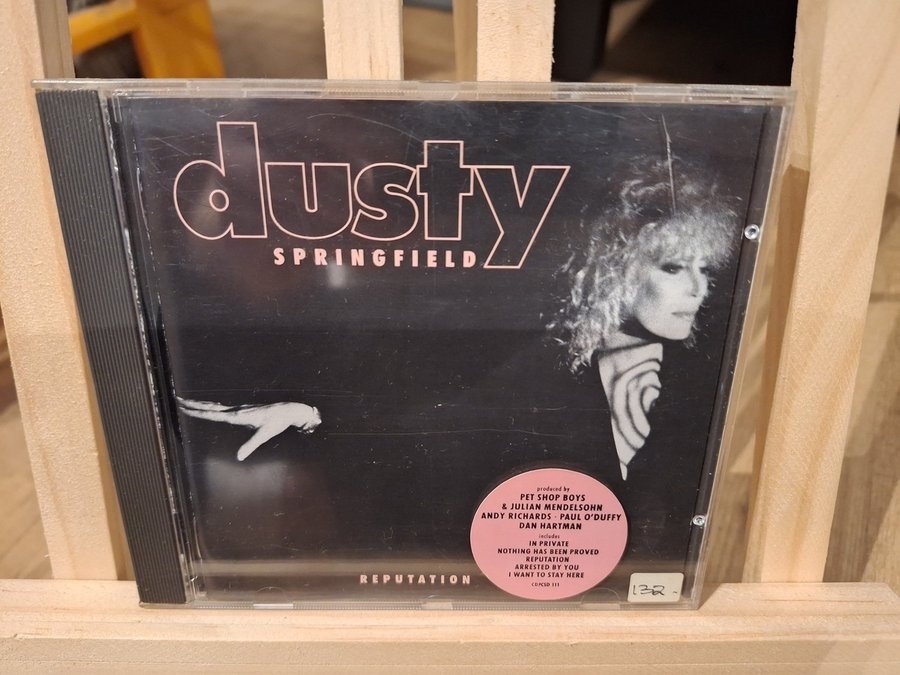 dusty
SPRINGFIELD
produced by
PET SHOP BOYS
& JULIAN MENDELSOHN
ANDY RICHARDS · PAUL O'DUFFY
DAN HARTMAN
includes
IN PRIVATE
NOTHING HAS BEEN PROVED
REPUTATION
ARRESTED BY YOU
I WANT TO STAY HERE
CDPCSD 111
REPUTATION
132.-